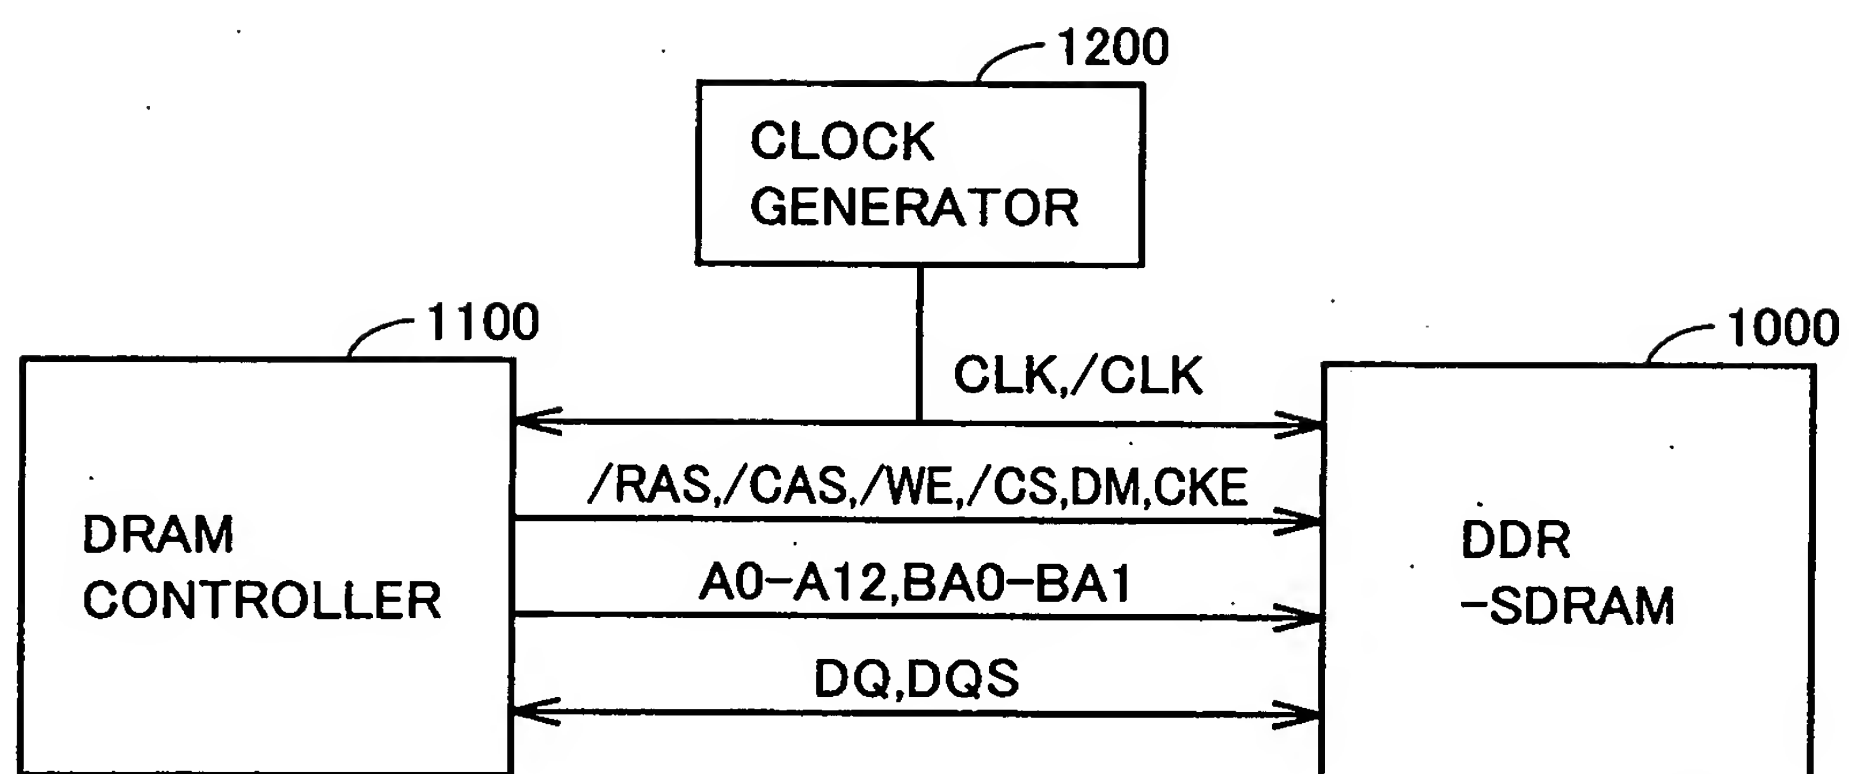 1200
CLOCK
GENERATOR
1100
1000
CLK,/CLK
/RAS,/CAS,/WE,/CS,DM,CKE
DRAM
CONTROLLER
DDR
-SDRAM
A0-A12,BA0-BA1
DQ,DQS